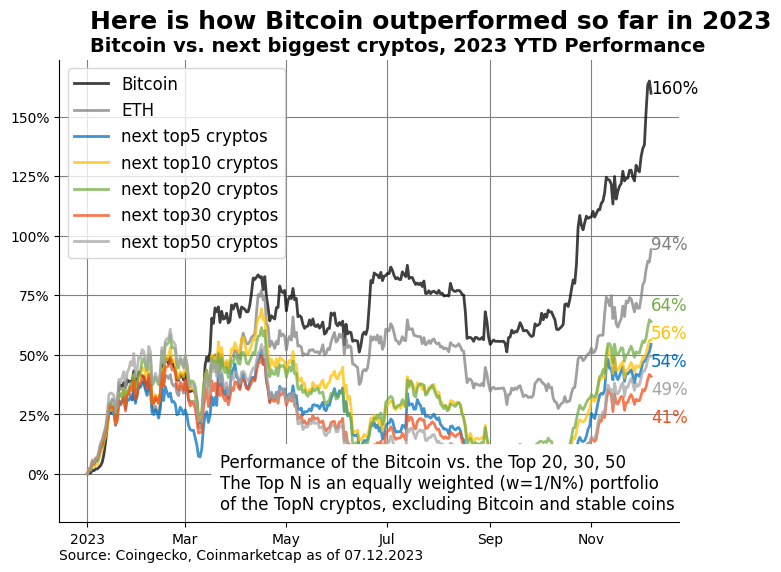 Here is how Bitcoin outperformed so far in 2023
Bitcoin vs. next biggest cryptos, 2023 YTD Performance
Bitcoin
ETH
next top5 cryptos
next top10 cryptos
next top20 cryptos
next top30 cryptos
next top50 cryptos
150%
125%
100%
75%
50%
25%
0%
160%
94%
64%
56%
54%
49%
41%
Performance of the Bitcoin vs. the Top 20, 30, 50
The Top N is an equally weighted (w=1/N%) portfolio
of the TopN cryptos, excluding Bitcoin and stable coins
2023 Mar May Jul Sep Nov
Source: Coingecko, Coinmarketcap as of 07.12.2023